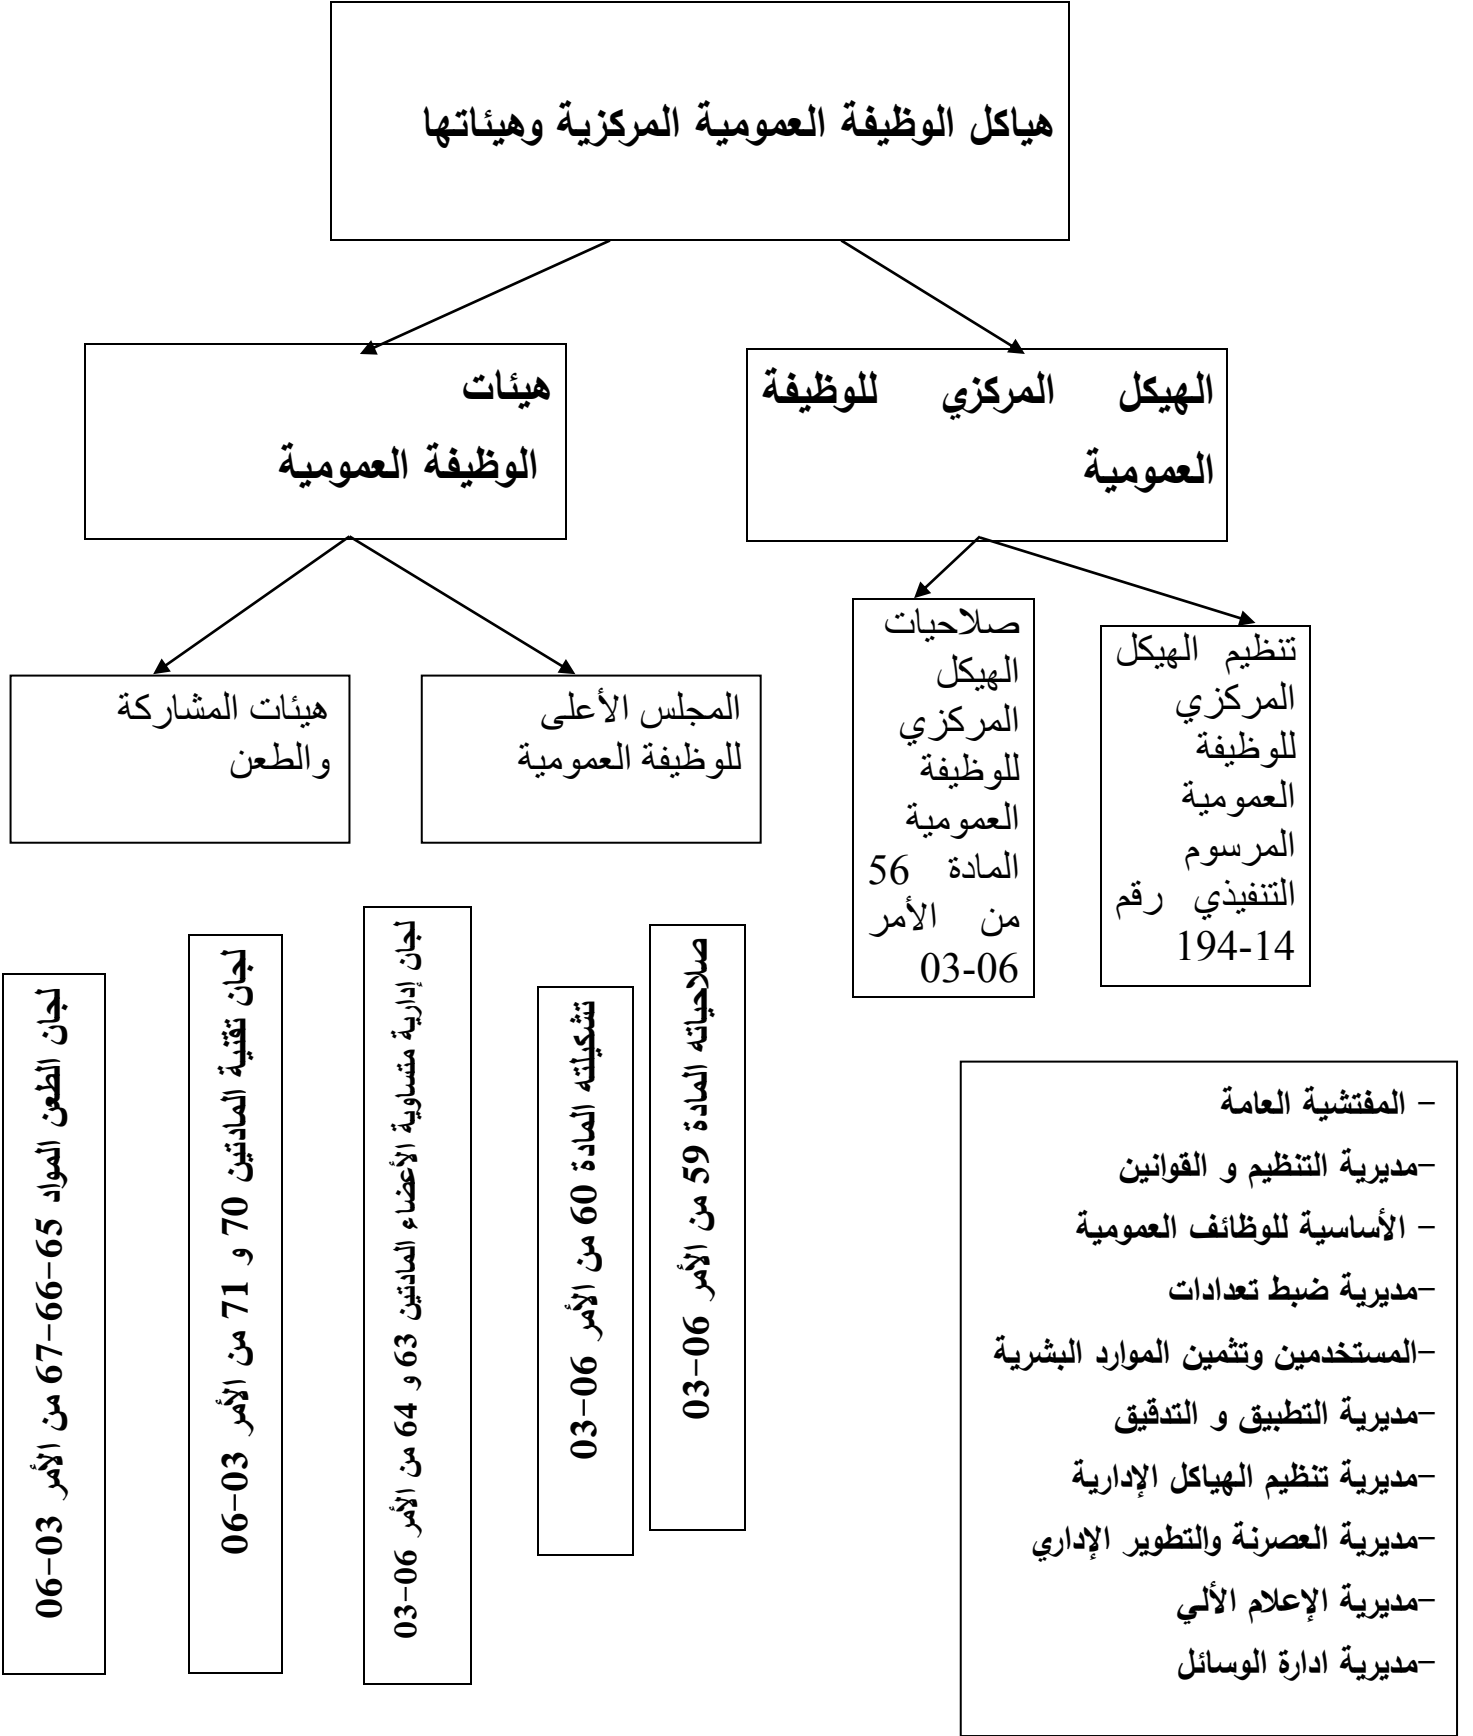 هياكل الوظيفة العمومية المركزية وهيئاتها
الهيكل المركزي للوظيفة
العمومية
هيئات
الوظيفة العمومية
تنظيم الهيكل
المركزي
للوظيفة
العمومية
المرسوم
التنفيذي رقم
194-14
صلاحيات
الهيكل
المركزي
للوظيفة
العمومية
المادة 56
من الأمر
03-06
المجلس الأعلى
للوظيفة العمومية
هيئات المشاركة
والطعن
صلاحياته المادة 59 من الأمر 06-03
تشكيلته المادة 60 من الأمر 06-03
لجان إدارية متساوية الأعضاء المادتين 63 و 64 من الأمر 06-03
لجان تقنية المادتين 70 و 71 من الأمر 03-06
لجان الطعن المواد 65-66-67 من الأمر 03-06
- المفتشية العامة
-مديرية التنظيم و القوانين
- الأساسية للوظائف العمومية
-مديرية ضبط تعدادات
-المستخدمين وتثمين الموارد البشرية
-مديرية التطبيق و التدقيق
-مديرية تنظيم الهياكل الإدارية
-مديرية العصرنة والتطوير الإداري
-مديرية الإعلام الألي
-مديرية ادارة الوسائل